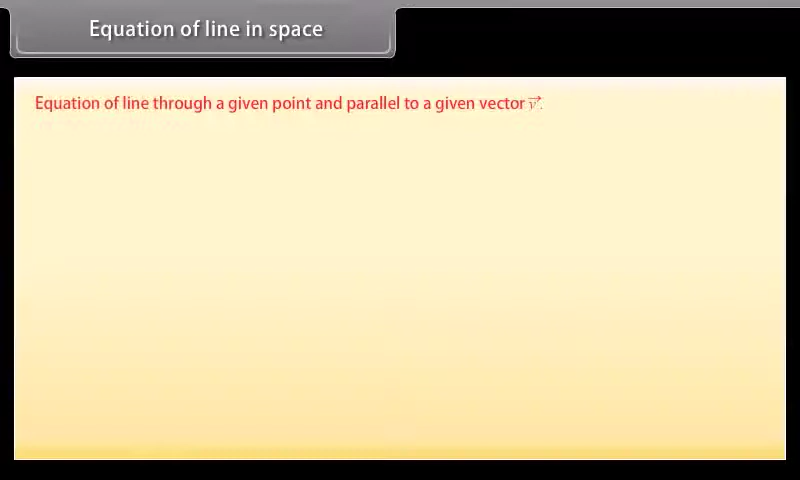 Equation of line in space
Equation of line through a given point and parallel to a given vector